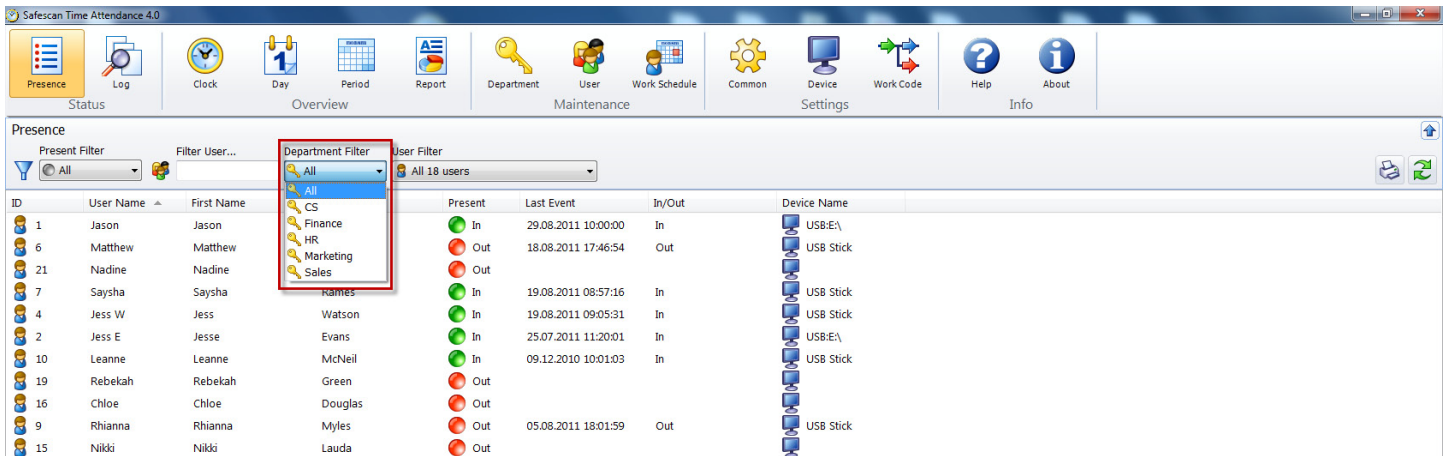 Safescan Time Attendance 4.0
Presence Log Clock Day Period Report Department User Work Schedule Common Device Work Code Help About
Status Overview Maintenance Settings Info
Presence
Present Filter Filter User... Department Filter User Filter
All All All 18 users
All
CS
Finance
HR
Marketing
Sales
ID User Name First Name Present Last Event In/Out Device Name
1 Jason Jason In 29.08.2011 10:00:00 In USB:E:\
6 Matthew Matthew Out 18.08.2011 17:46:54 Out USB Stick
21 Nadine Nadine Out
7 Saysha Saysha Rames In 19.08.2011 08:57:16 In USB Stick
4 Jess W Jess Watson In 19.08.2011 09:05:31 In USB Stick
2 Jess E Jesse Evans In 25.07.2011 11:20:01 In USB:E:\
10 Leanne Leanne McNeil In 09.12.2010 10:01:03 In USB Stick
19 Rebekah Rebekah Green Out
16 Chloe Chloe Douglas Out
9 Rhianna Rhianna Myles Out 05.08.2011 18:01:59 Out USB Stick
15 Nikki Nikki Lauda Out